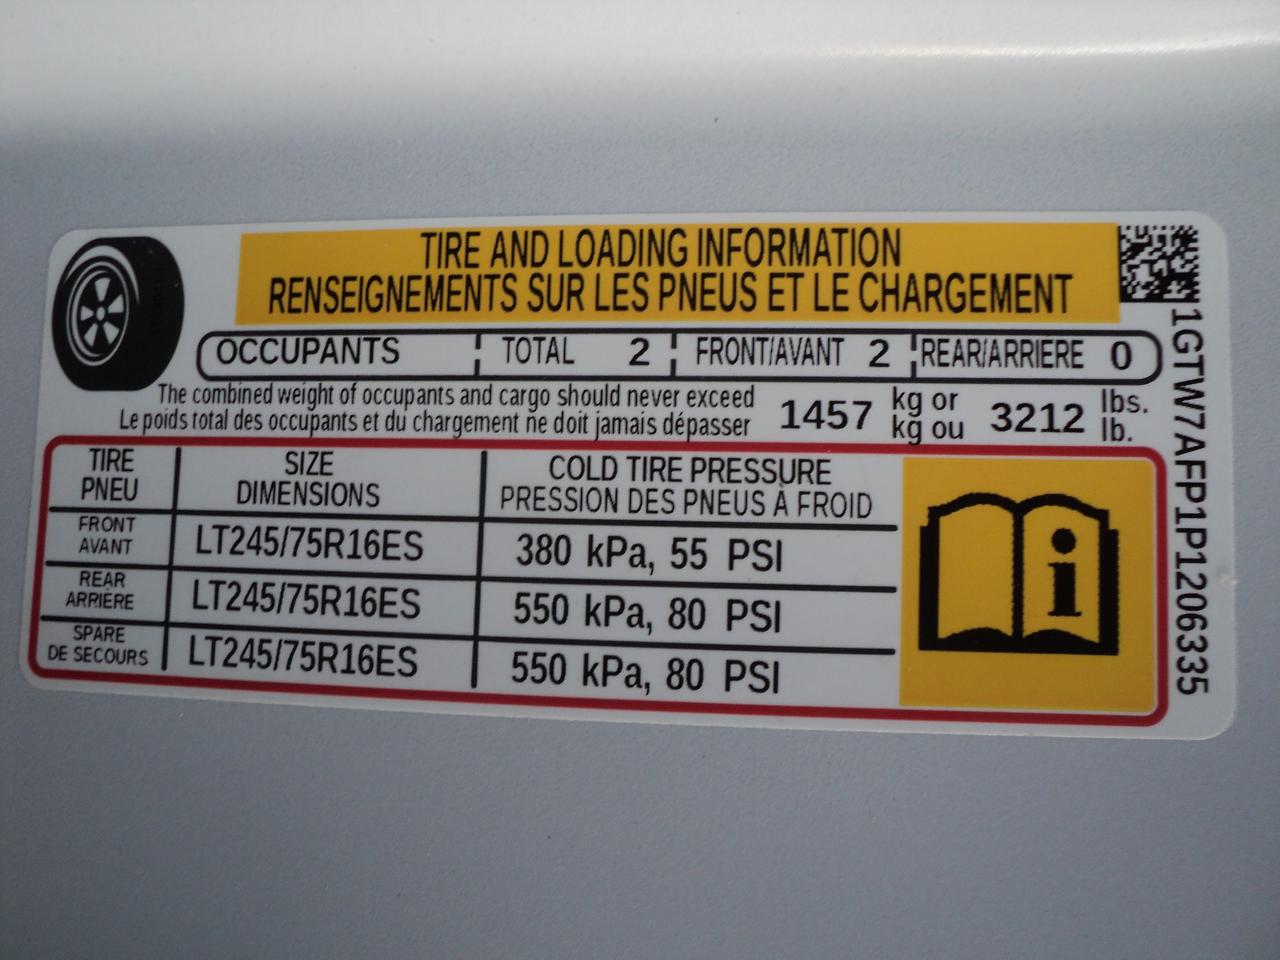 TIRE AND LOADING INFORMATION
RENSEIGNEMENTS SUR LES PNEUS ET LE CHARGEMENT
OCCUPANTS TOTAL 2 FRONT/AVANT 2 REAR/ARRIÈRE 0
The combined weight of occupants and cargo should never exceed 1457 kg or 3212 lbs.
Le poids total des occupants et du chargement ne doit jamais dépasser kg ou lb.
TIRE SIZE COLD TIRE PRESSURE
PNEU DIMENSIONS PRESSION DES PNEUS À FROID
FRONT
AVANT LT245/75R16ES 380 kPa, 55 PSI
REAR
ARRIÈRE LT245/75R16ES 550 kPa, 80 PSI
SPARE
DE SECOURS LT245/75R16ES 550 kPa, 80 PSI
i
1GTW7AFP1P1206335